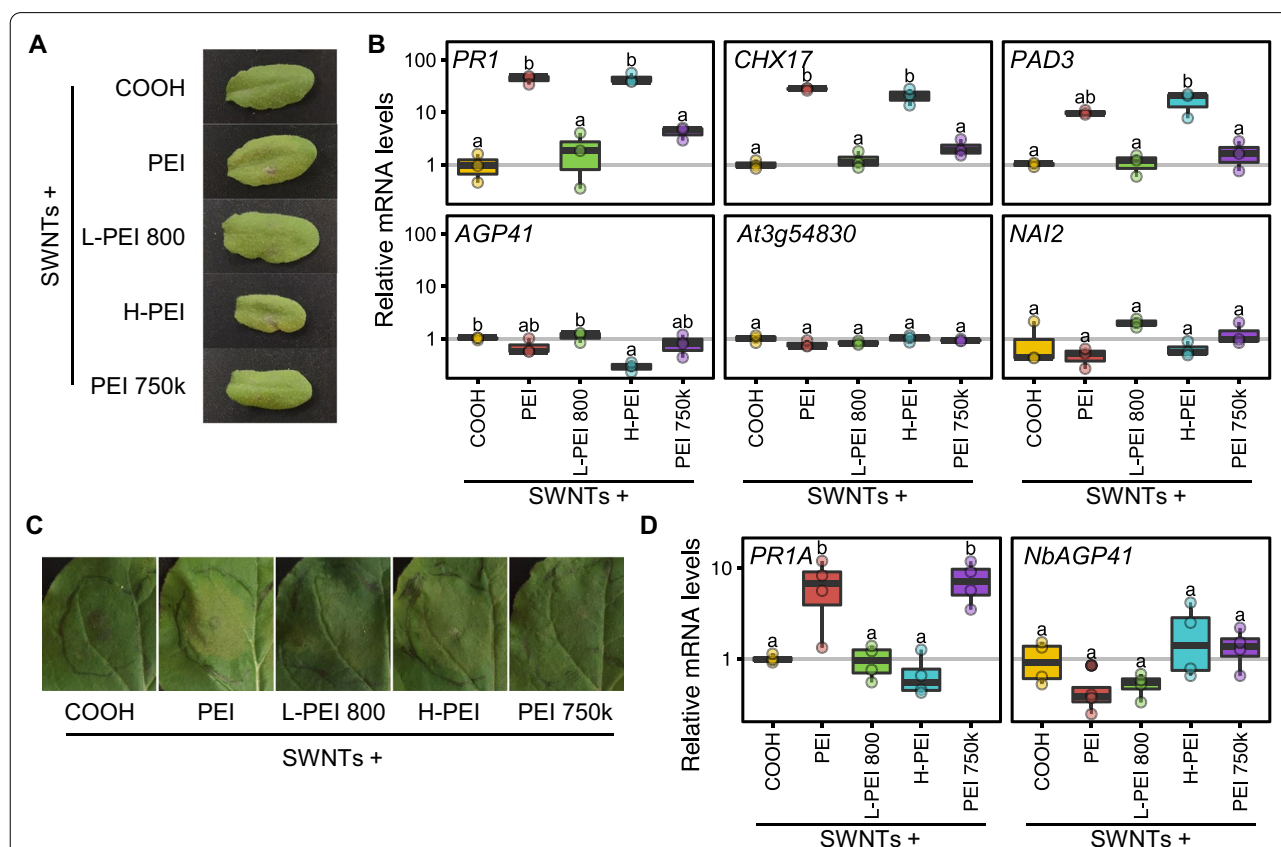 A
SWNTs +
COOH
PEI
L-PEI 800
H-PEI
PEI 750k
B
Relative mRNA levels
100
10
1
PR1
a
b
a
b
a
CHX17
a
b
a
b
a
PAD3
a
ab
a
b
a
100
10
1
AGP41
b
ab
b
a
ab
At3g54830
a
a
a
a
a
NAI2
a
a
a
a
a
COOH
PEI
L-PEI 800
H-PEI
PEI 750k
COOH
PEI
L-PEI 800
H-PEI
PEI 750k
COOH
PEI
L-PEI 800
H-PEI
PEI 750k
SWNTs +
SWNTs +
SWNTs +
C
COOH
PEI
L-PEI 800
H-PEI
PEI 750k
SWNTs +
D
Relative mRNA levels
10
1
PR1A
a
b
a
a
b
NbAGP41
a
a
a
a
a
COOH
PEI
L-PEI 800
H-PEI
PEI 750k
COOH
PEI
L-PEI 800
H-PEI
PEI 750k
SWNTs +
SWNTs +